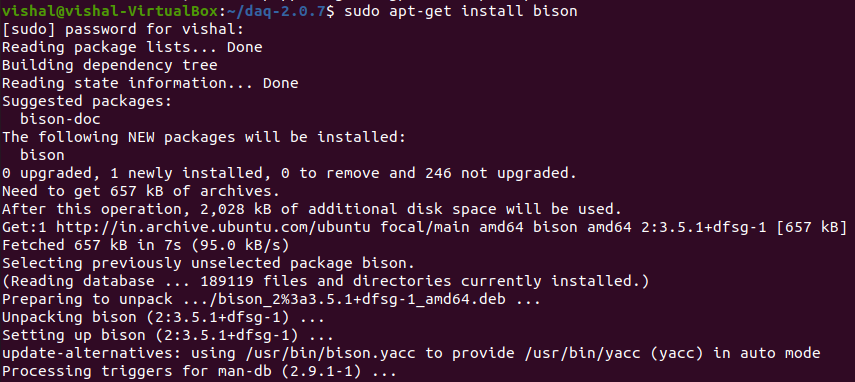 vishal@vishal-VirtualBox:~/daq-2.0.7$ sudo apt-get install bison
[sudo] password for vishal:
Reading package lists... Done
Building dependency tree
Reading state information... Done
Suggested packages:
  bison-doc
The following NEW packages will be installed:
  bison
0 upgraded, 1 newly installed, 0 to remove and 246 not upgraded.
Need to get 657 kB of archives.
After this operation, 2,028 kB of additional disk space will be used.
Get:1 http://in.archive.ubuntu.com/ubuntu focal/main amd64 bison amd64 2:3.5.1+dfsg-1 [657 kB]
Fetched 657 kB in 7s (95.0 kB/s)
Selecting previously unselected package bison.
(Reading database ... 189119 files and directories currently installed.)
Preparing to unpack .../bison_2%3a3.5.1+dfsg-1_amd64.deb ...
Unpacking bison (2:3.5.1+dfsg-1) ...
Setting up bison (2:3.5.1+dfsg-1) ...
update-alternatives: using /usr/bin/bison.yacc to provide /usr/bin/yacc (yacc) in auto mode
Processing triggers for man-db (2.9.1-1) ...